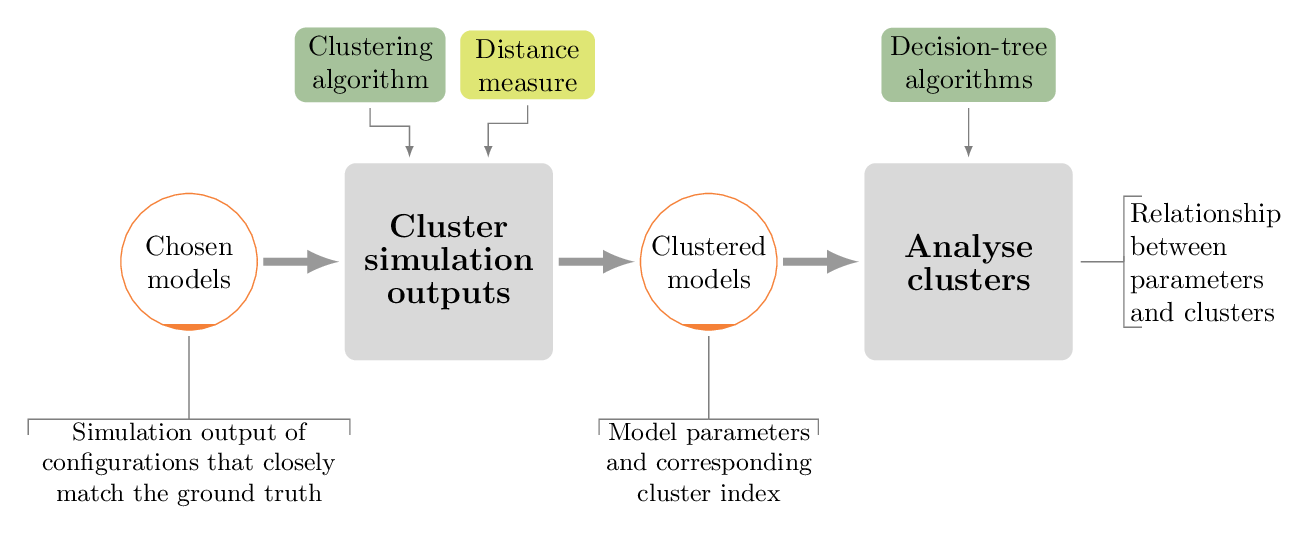 Clustering
algorithm
Distance
measure
Decision-tree
algorithms
Chosen
models
Cluster
simulation
outputs
Clustered
models
Analyse
clusters
Relationship
between
parameters
and clusters
Simulation output of
configurations that closely
match the ground truth
Model parameters
and corresponding
cluster index